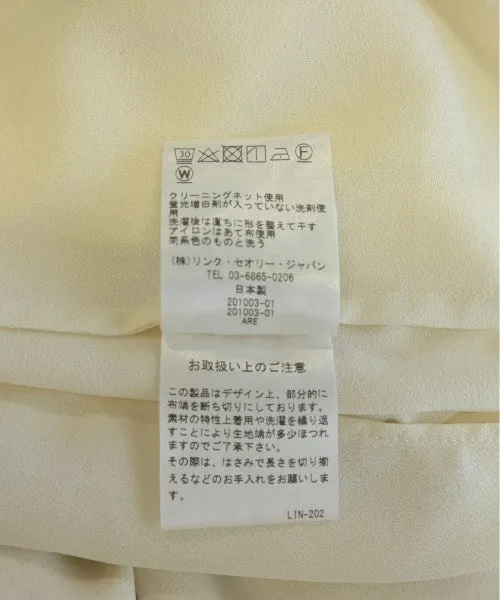 30 F
W
クリーニングネット使用
蛍光増白剤が入っていない洗剤使
用
洗濯後は直ちに形を整えて干す
アイロンはあて布使用
同系色のものと洗う
(株)リンク・セオリー・ジャパン
TEL 03-6865-0206
日本製
201003-01
201003-01
ARE
お取扱い上のご注意
この製品はデザイン上、部分的に
布端を断ち切りにしております。
素材の特性上着用や洗濯を繰り返
すことにより生地端が多少ほつれ
ますのでご了承下さい。
その際は、はさみで長さを切り揃
えるなどのお手入れをお願いしま
す。
LIN-202